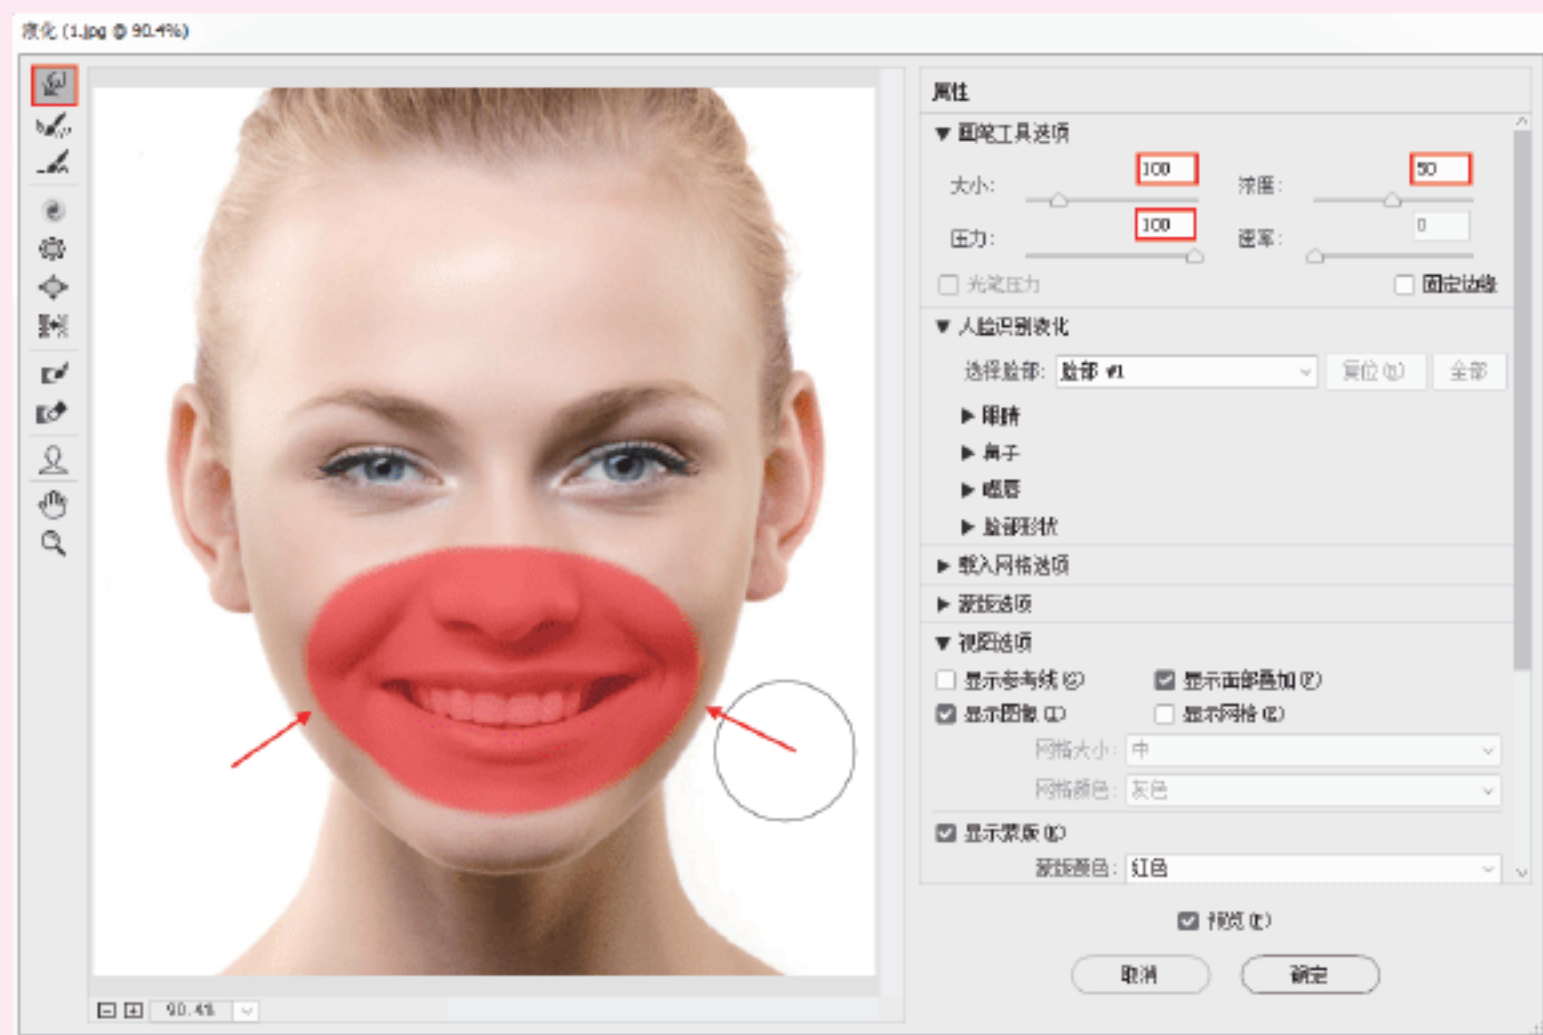 液化 (1.jpg @ 90.4%)
属性
画笔工具选项
大小: 100 浓度: 50
压力: 100 速率: 0
光笔压力 固定边缘
人脸识别液化
选择脸部: 脸部 #1 复位(U) 全部
眼睛
鼻子
嘴唇
脸部形状
载入网格选项
蒙版选项
视图选项
显示参考线(G) 显示面部叠加(F)
显示图像(I) 显示网格(E)
网格大小: 中
网格颜色: 灰色
显示蒙版(K)
蒙版颜色: 红色
预览(P)
取消 确定
90.4%